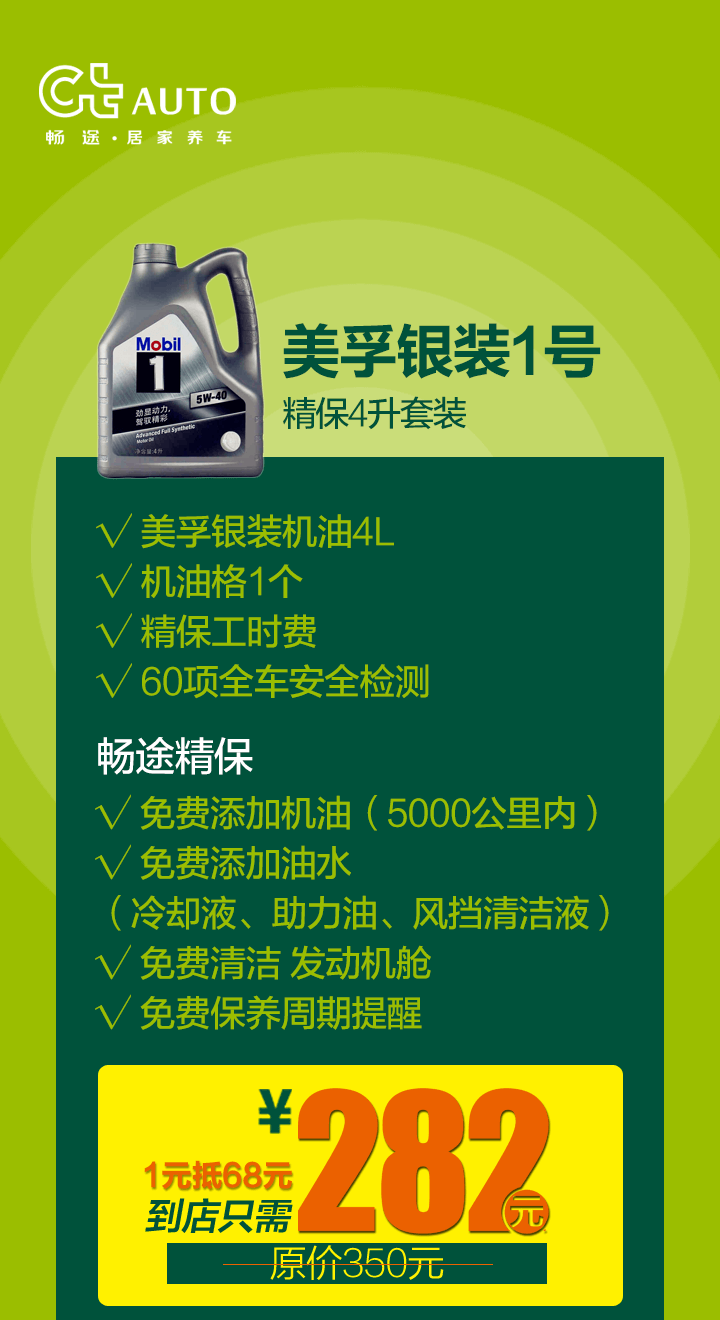 Ct AUTO
畅途·居家养车
Mobil
1
5W-40
劲显动力，
驾驭精彩
Advanced Full Synthetic
Motor Oil
净含量:4升
美孚银装1号
精保4升套装
√ 美孚银装机油4L
√ 机油格1个
√ 精保工时费
√ 60项全车安全检测
畅途精保
√ 免费添加机油（5000公里内）
√ 免费添加油水
（冷却液、助力油、风挡清洁液）
√ 免费清洁 发动机舱
√ 免费保养周期提醒
¥282元
1元抵68元
到店只需
原价350元